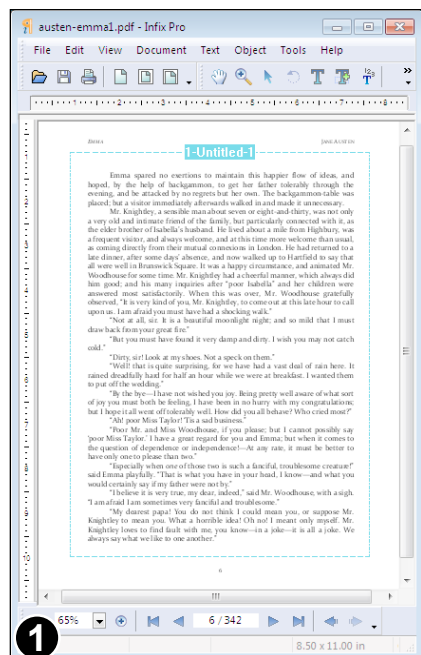 austen-emma1.pdf - Infix Pro
File Edit View Document Text Object Tools Help
EMMA
JANE AUSTEN
1-Untitled-1
Emma spared no exertions to maintain this happier flow of ideas, and
hoped, by the help of backgammon, to get her father tolerably through the
evening, and be attacked by no regrets but her own. The backgammon-table was
placed; but a visitor immediately afterwards walked in and made it unnecessary.
Mr. Knightley, a sensible man about seven or eight-and-thirty, was not only
a very old and intimate friend of the family, but particularly connected with it, as
the elder brother of Isabella's husband. He lived about a mile from Highbury, was
a frequent visitor, and always welcome, and at this time more welcome than usual,
as coming directly from their mutual connexions in London. He had returned to a
late dinner, after some days' absence, and now walked up to Hartfield to say that
all were well in Brunswick Square. It was a happy circumstance, and animated Mr.
Woodhouse for some time. Mr. Knightley had a cheerful manner, which always did
him good; and his many inquiries after "poor Isabella" and her children were
answered most satisfactorily. When this was over, Mr. Woodhouse gratefully
observed, "It is very kind of you, Mr. Knightley, to come out at this late hour to call
upon us. I am afraid you must have had a shocking walk."
"Not at all, sir. It is a beautiful moonlight night; and so mild that I must
draw back from your great fire."
"But you must have found it very damp and dirty. I wish you may not catch
cold."
"Dirty, sir! Look at my shoes. Not a speck on them."
"Well! that is quite surprising, for we have had a vast deal of rain here. It
rained dreadfully hard for half an hour while we were at breakfast. I wanted them
to put off the wedding."
"By the bye—I have not wished you joy. Being pretty well aware of what sort
of joy you must both be feeling, I have been in no hurry with my congratulations;
but I hope it all went off tolerably well. How did you all behave? Who cried most?"
"Ah! poor Miss Taylor! 'Tis a sad business."
"Poor Mr. and Miss Woodhouse, if you please; but I cannot possibly say
'poor Miss Taylor.' I have a great regard for you and Emma; but when it comes to
the question of dependence or independence!—At any rate, it must be better to
have only one to please than two."
"Especially when one of those two is such a fanciful, troublesome creature!"
said Emma playfully. "That is what you have in your head, I know—and what you
would certainly say if my father were not by."
"I believe it is very true, my dear, indeed," said Mr. Woodhouse, with a sigh.
"I am afraid I am sometimes very fanciful and troublesome."
"My dearest papa! You do not think I could mean you, or suppose Mr.
Knightley to mean you. What a horrible idea! Oh no! I meant only myself. Mr.
Knightley loves to find fault with me, you know—in a joke—it is all a joke. We
always say what we like to one another."
6
65%
6 / 342
8.50 x 11.00 in
1